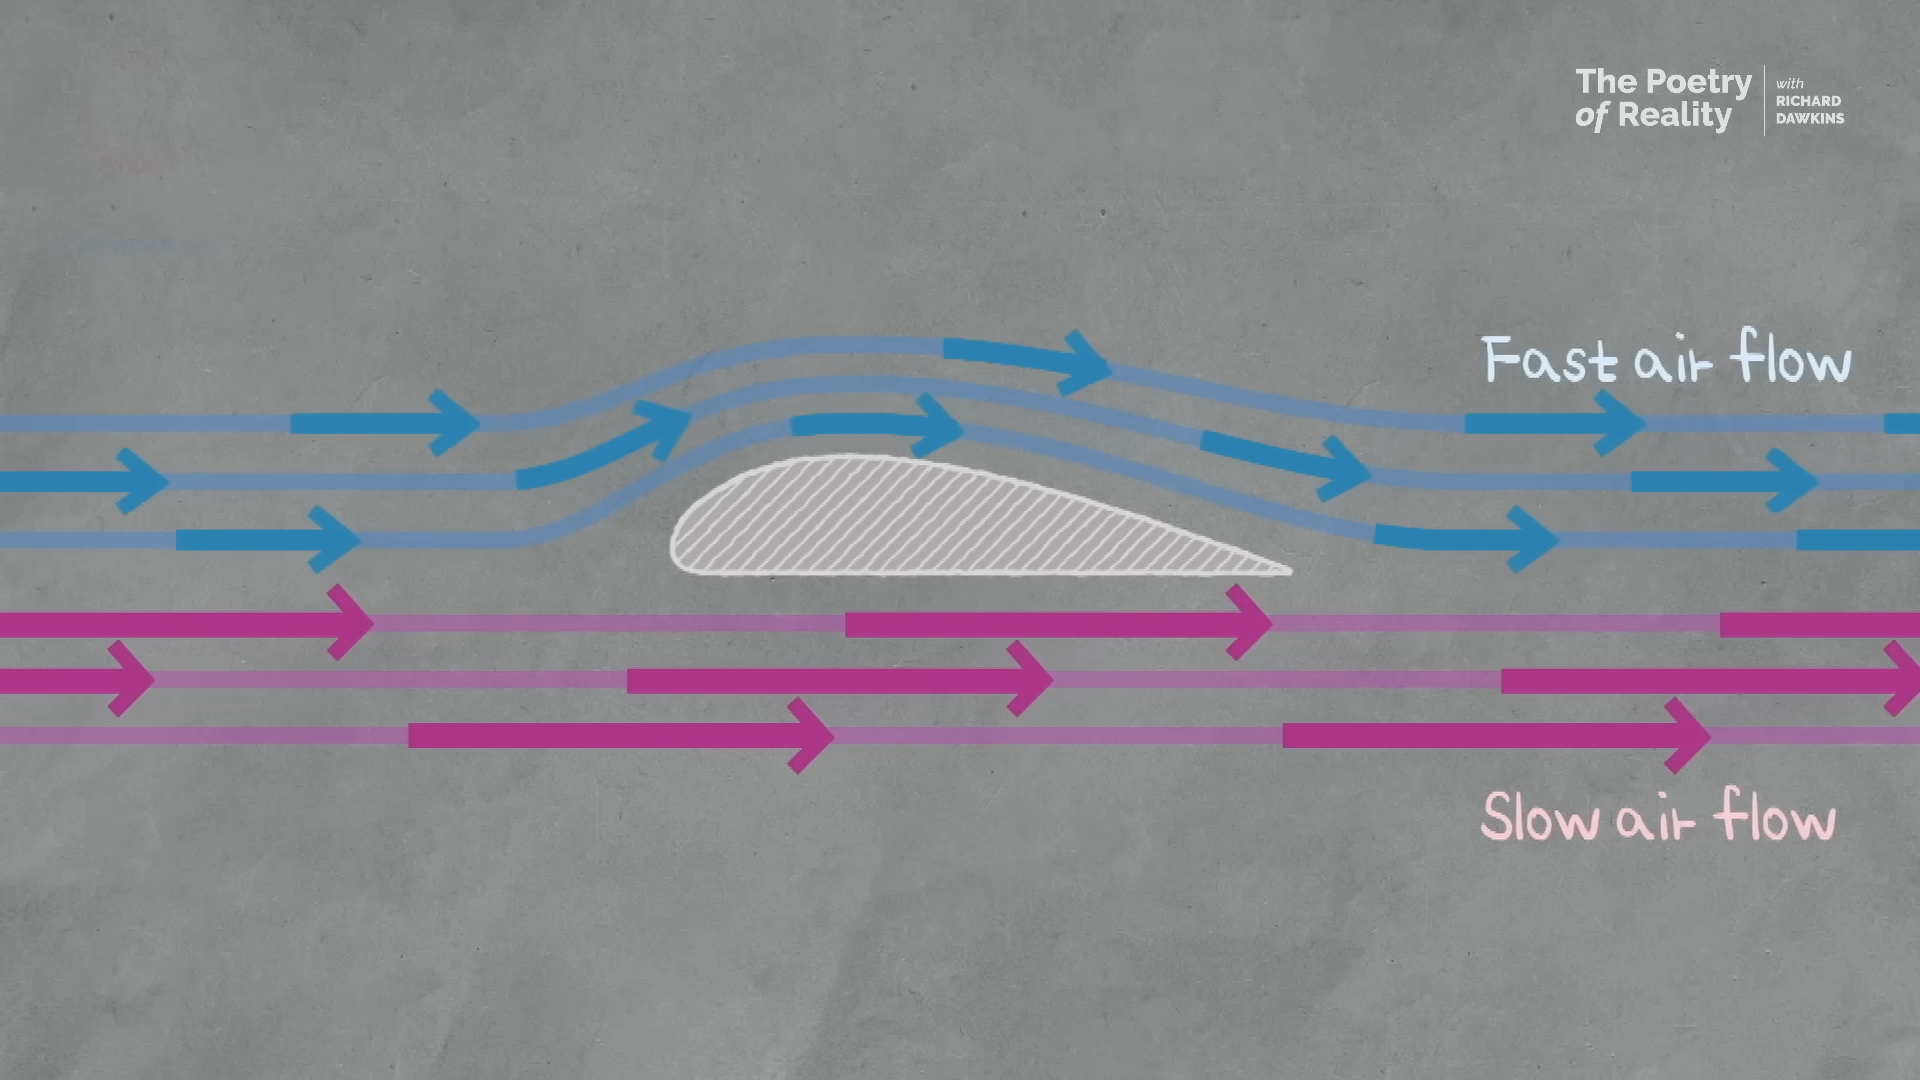 The Poetry
of Reality
with
RICHARD
DAWKINS
Fast air flow
Slow air flow